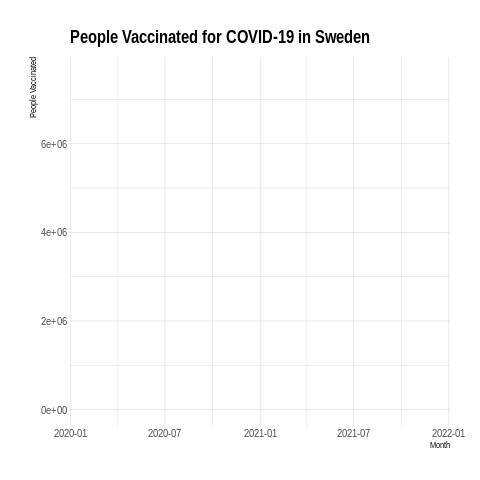 People Vaccinated for COVID-19 in Sweden
People Vaccinated
6e+06
4e+06
2e+06
0e+00
2020-01 2020-07 2021-01 2021-07 2022-01
Month